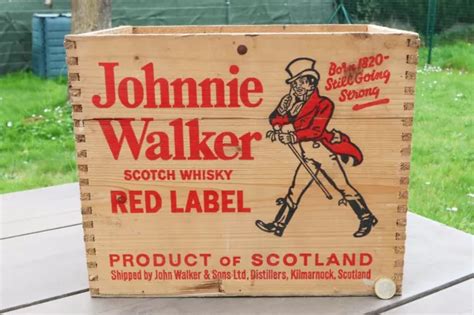 Johnnie
Walker
SCOTCH WHISKY
RED LABEL
Born 1820-
Still Going
Strong
PRODUCT OF SCOTLAND
Shipped by John Walker & Sons Ltd, Distillers, Kilmarnock, Scotland